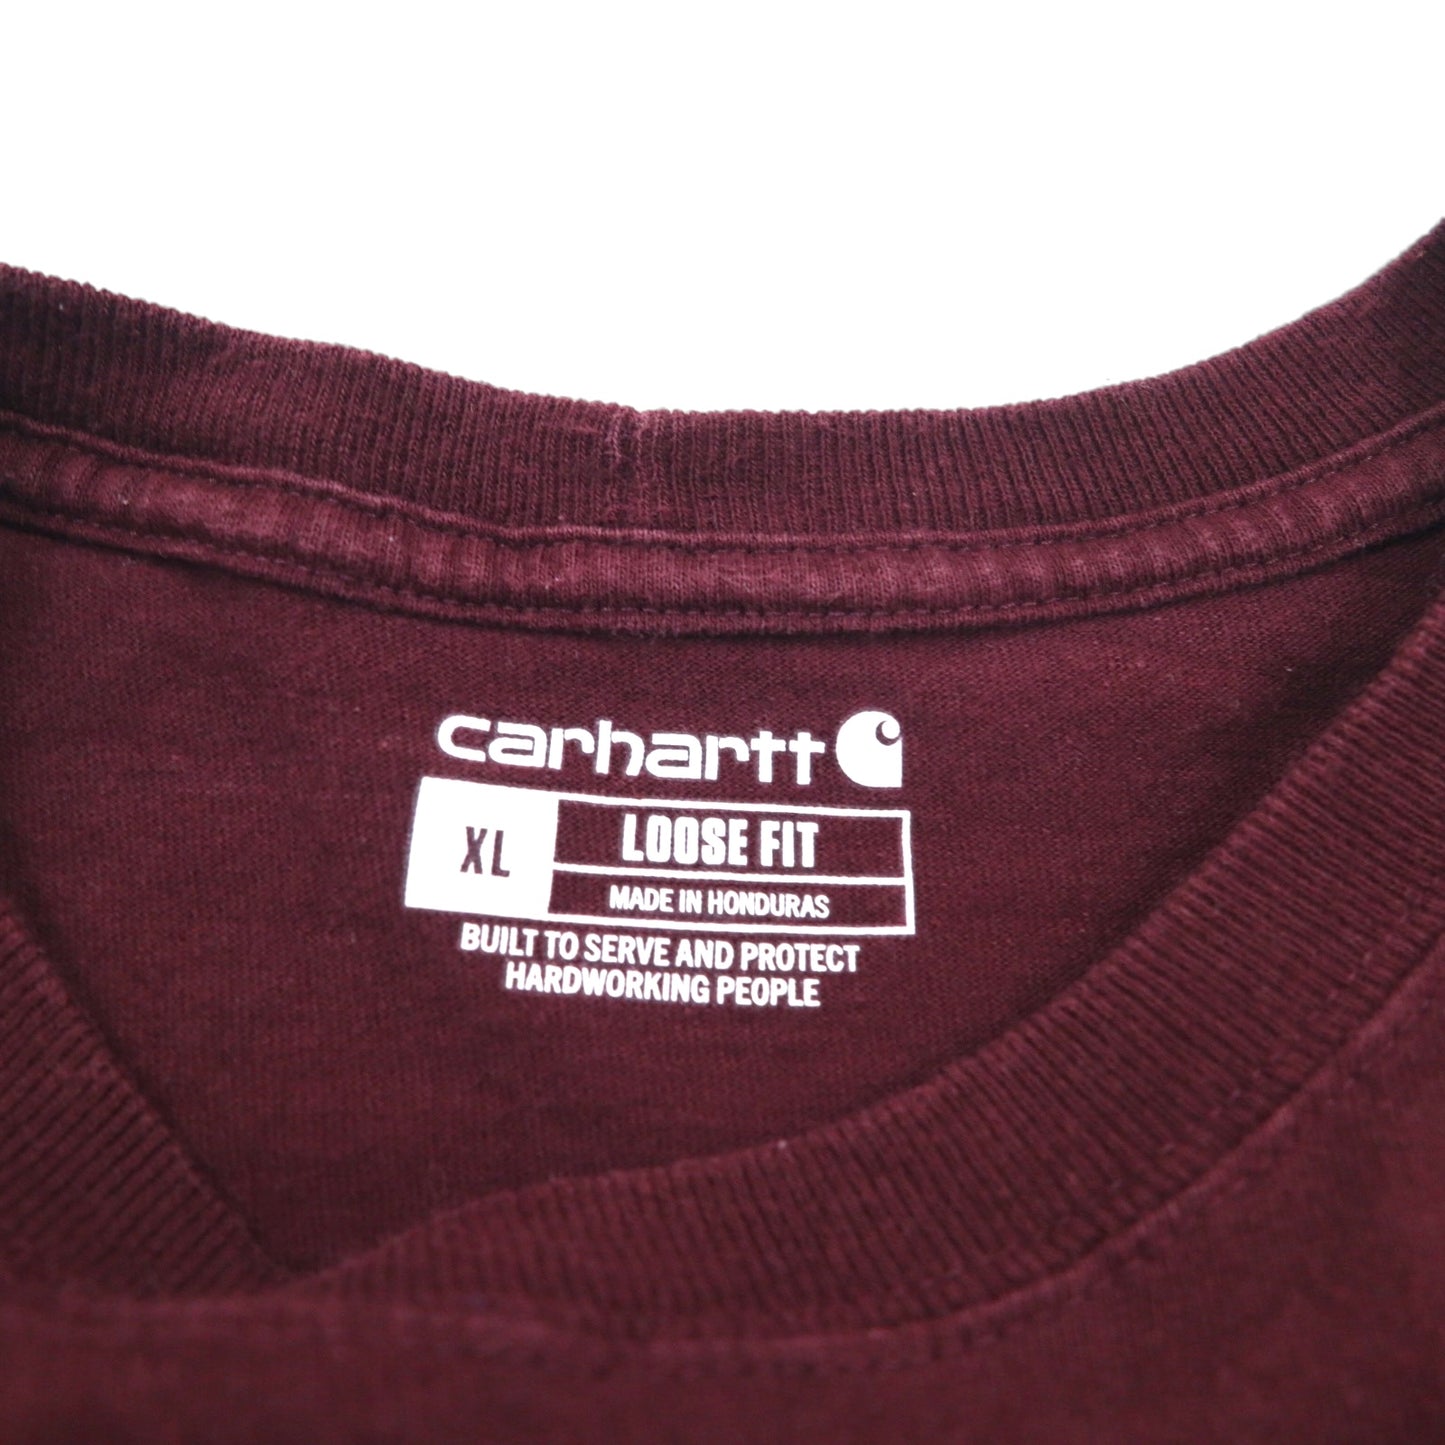 carhartt
XL
LOOSE FIT
MADE IN HONDURAS
BUILT TO SERVE AND PROTECT
HARDWORKING PEOPLE